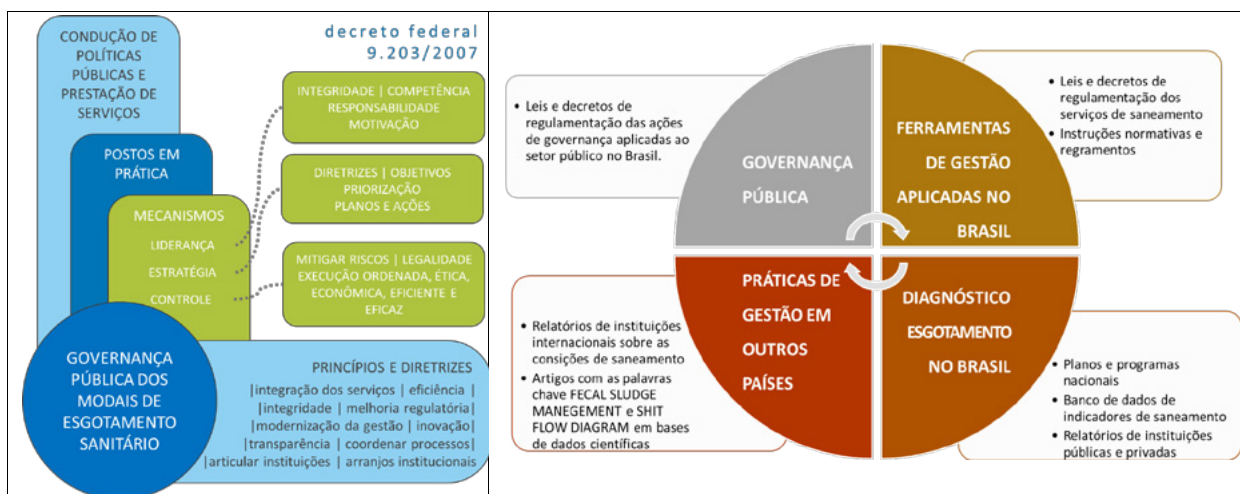 CONDUÇÃO DE
POLÍTICAS
PÚBLICAS E
PRESTAÇÃO DE
SERVIÇOS
POSTOS EM
PRÁTICA
MECANISMOS
LIDERANÇA
ESTRATÉGIA
CONTROLE
GOVERNANÇA
PÚBLICA DOS
MODAIS DE
ESGOTAMENTO
SANITÁRIO
decreto federal
9.203/2007
INTEGRIDADE | COMPETÊNCIA
RESPONSABILIDADE
MOTIVAÇÃO
DIRETRIZES | OBJETIVOS
PRIORIZAÇÃO
PLANOS E AÇÕES
MITIGAR RISCOS | LEGALIDADE
EXECUÇÃO ORDENADA, ÉTICA,
ECONÔMICA, EFICIENTE E
EFICAZ
PRINCÍPIOS E DIRETRIZES
|integração dos serviços | eficiência |
|integridade | melhoria regulatória|
|modernização da gestão | inovação|
|transparência | coordenar processos|
|articular instituições | arranjos institucionais
• Leis e decretos de
regulamentação das ações
de governança aplicadas ao
setor público no Brasil.
GOVERNANÇA
PÚBLICA
FERRAMENTAS
DE GESTÃO
APLICADAS NO
BRASIL
• Leis e decretos de
regulamentação dos
serviços de saneamento
• Instruções normativas e
regramentos
• Relatórios de instituições
internacionais sobre as
consições de saneamento
• Artigos com as palavras
chave FECAL SLUDGE
MANEGEMENT e SHIT
FLOW DIAGRAM em bases
de dados científicas
PRÁTICAS DE
GESTÃO EM
OUTROS
PAÍSES
DIAGNÓSTICO
ESGOTAMENTO
NO BRASIL
• Planos e programas
nacionais
• Banco de dados de
indicadores de saneamento
• Relatórios de instituições
públicas e privadas